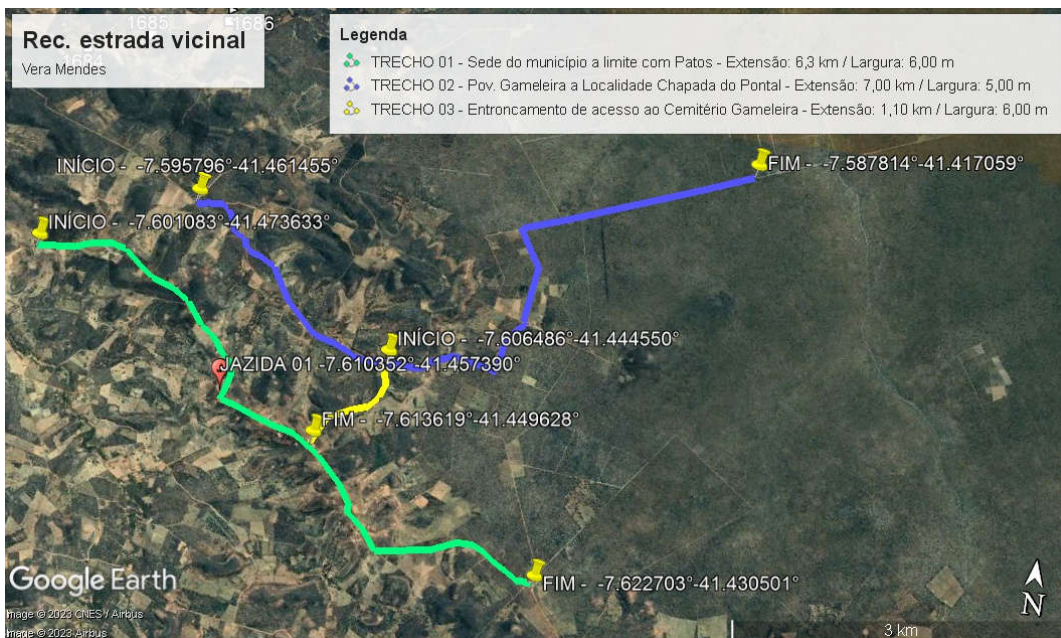 1685
1686
Rec. estrada vicinal
1684
Vera Mendes
Legenda
TRECHO 01 - Sede do município a limite com Patos - Extensão: 6,3 km / Largura: 6,00 m
TRECHO 02 - Pov. Gameleira a Localidade Chapada do Pontal - Extensão: 7,00 km / Largura: 5,00 m
TRECHO 03 - Entroncamento de acesso ao Cemitério Gameleira - Extensão: 1,10 km / Largura: 6,00 m
INÍCIO - -7.595796°-41.461455°
FIM - -7.587814°-41.417059°
INÍCIO - -7.601083°-41.473633°
INÍCIO - -7.606486°-41.444550°
JAZIDA 01 -7.610352°-41.457390°
FIM - -7.613619°-41.449628°
FIM - -7.622703°-41.430501°
Google Earth
Image © 2023 CNES / Airbus
Image © 2023 Airbus
3 km
N